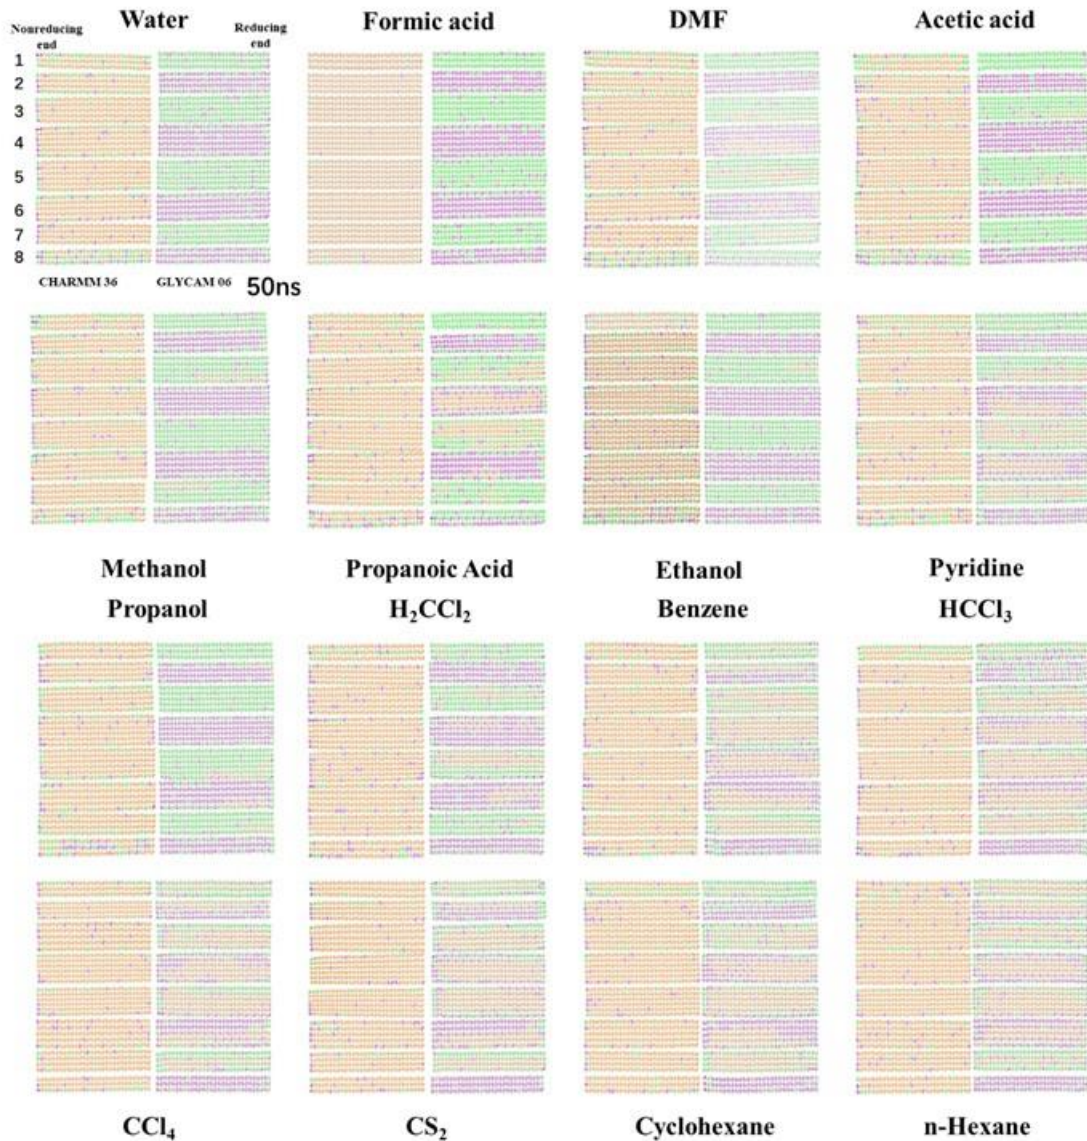 Water Formic acid DMF Acetic acid
Nonreducing end
Reducing end
1
2
3
4
5
6
7
8
CHARMM 36 GLYCAM 06 50ns
Methanol Propanoic Acid Ethanol Pyridine
Propanol H₂CCl₂ Benzene HCCl₃
CCl₄ CS₂ Cyclohexane n-Hexane